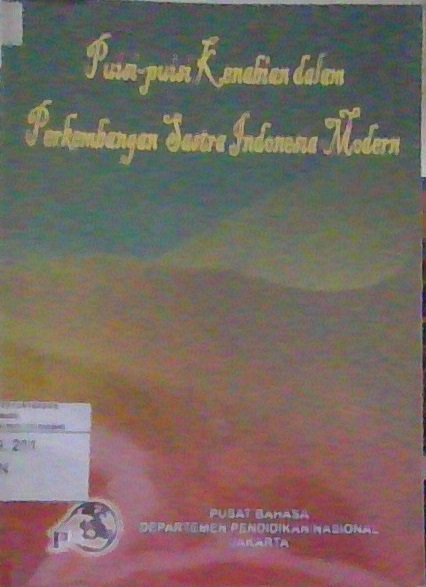 Puisi-puisi Kenabian dalam
Perkembangan Sastra Indonesia Modern
PUSAT BAHASA
DEPARTEMEN PENDIDIKAN NASIONAL
JAKARTA